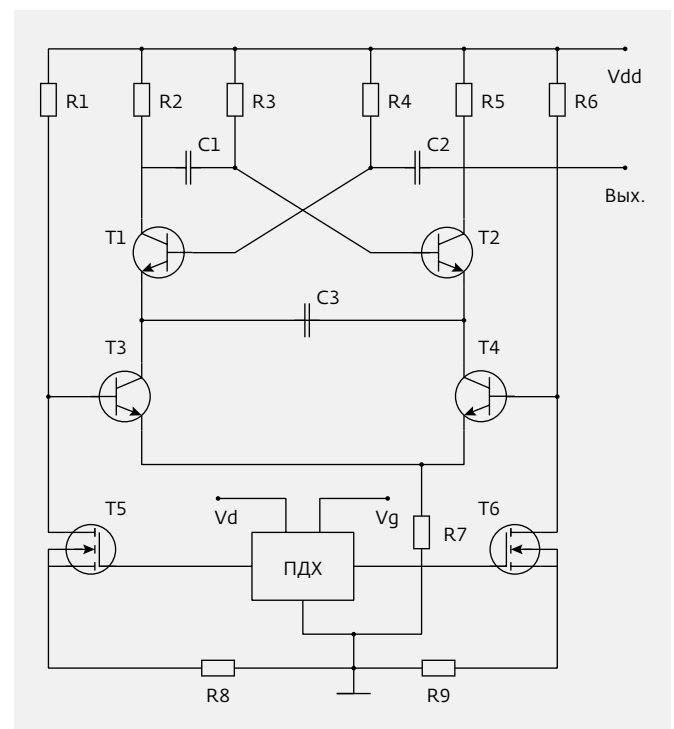 Vdd
R1 R2 R3 R4 R5 R6
C1 C2
Вых.
T1 T2
C3
T3 T4
T5 T6
Vd Vg
R7
ПДХ
R8 R9